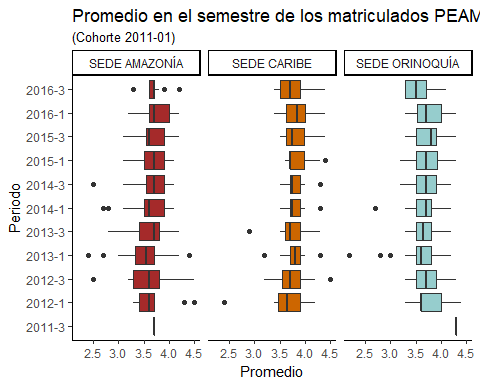 Promedio en el semestre de los matriculados PEAM
(Cohorte 2011-01)
SEDE AMAZONÍA SEDE CARIBE SEDE ORINOQUÍA
Periodo
2016-3
2016-1
2015-3
2015-1
2014-3
2014-1
2013-3
2013-1
2012-3
2012-1
2011-3
2.5 3.0 3.5 4.0 4.5 2.5 3.0 3.5 4.0 4.5 2.5 3.0 3.5 4.0 4.5
Promedio